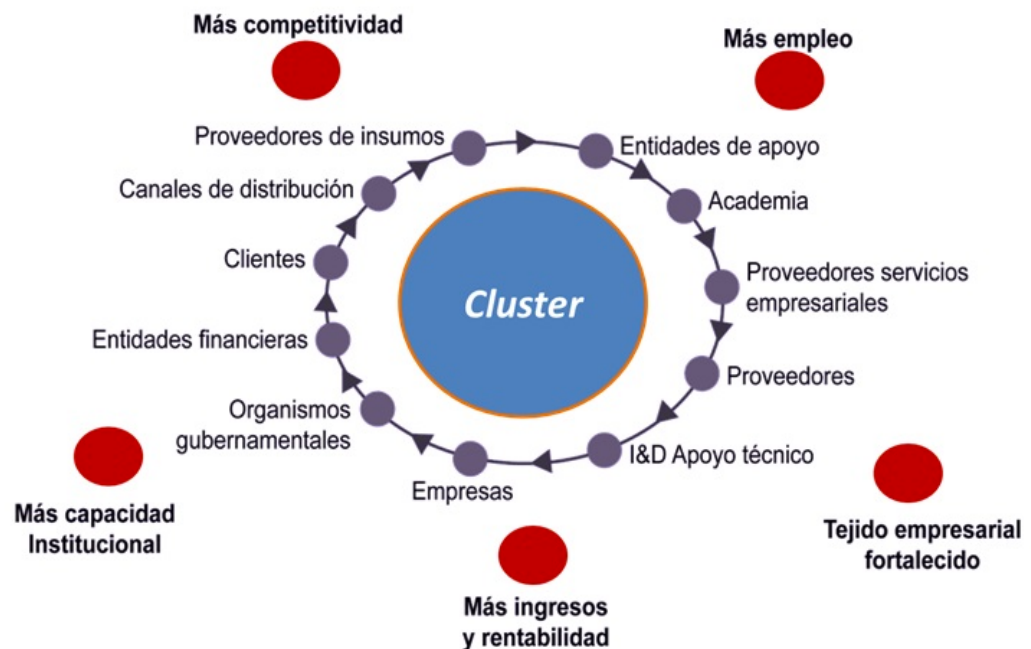 Más competitividad
Más empleo
Proveedores de insumos
Entidades de apoyo
Canales de distribución
Academia
Clientes
Proveedores servicios
empresariales
Cluster
Entidades financieras
Proveedores
Organismos
gubernamentales
I&D Apoyo técnico
Empresas
Más capacidad
Institucional
Tejido empresarial
fortalecido
Más ingresos
y rentabilidad